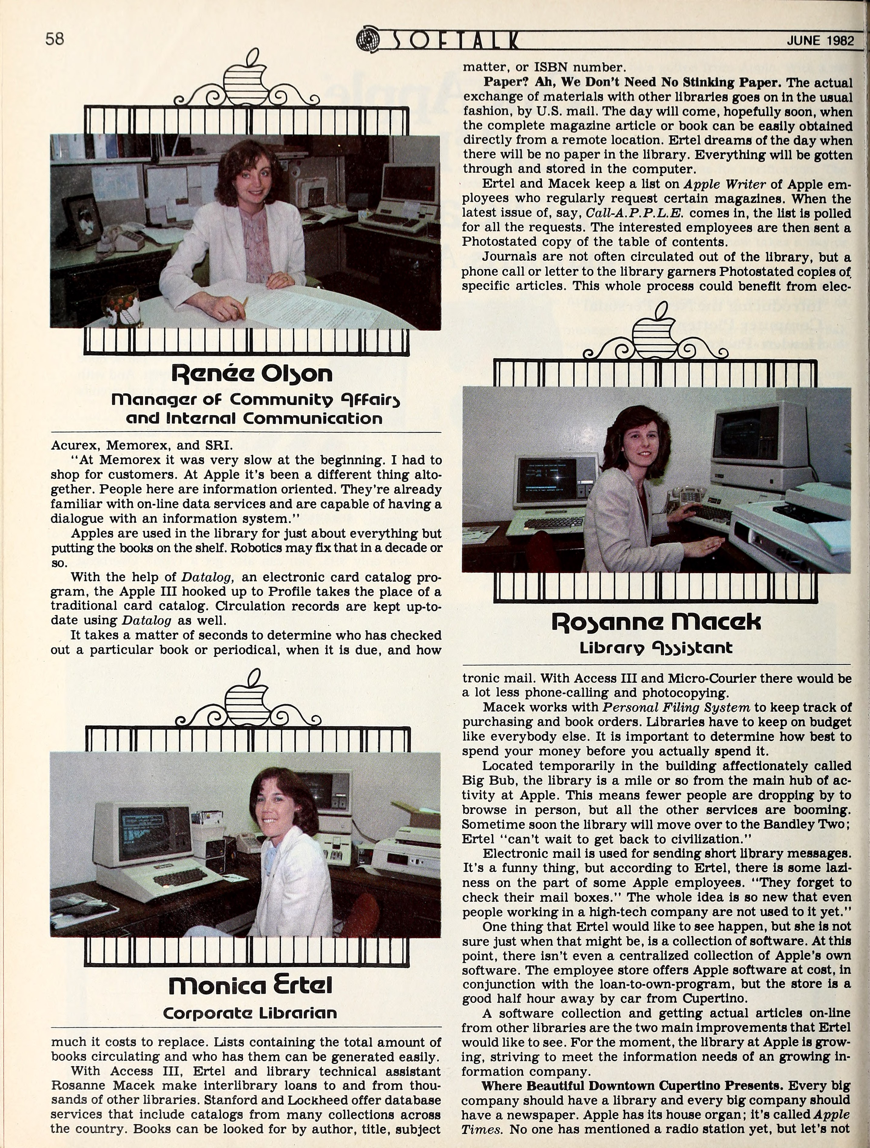 58
SOFTALK
JUNE 1982
Renée Olson
Manager of Community Affairs
and Internal Communication
Acurex, Memorex, and SRI.
"At Memorex it was very slow at the beginning. I had to
shop for customers. At Apple it's been a different thing alto-
gether. People here are information oriented. They're already
familiar with on-line data services and are capable of having a
dialogue with an information system."
Apples are used in the library for just about everything but
putting the books on the shelf. Robotics may fix that in a decade or
so.
With the help of Datalog, an electronic card catalog pro-
gram, the Apple III hooked up to Profile takes the place of a
traditional card catalog. Circulation records are kept up-to-
date using Datalog as well.
It takes a matter of seconds to determine who has checked
out a particular book or periodical, when it is due, and how
Monica Ertel
Corporate Librarian
much it costs to replace. Lists containing the total amount of
books circulating and who has them can be generated easily.
With Access III, Ertel and library technical assistant
Rosanne Macek make interlibrary loans to and from thou-
sands of other libraries. Stanford and Lockheed offer database
services that include catalogs from many collections across
the country. Books can be looked for by author, title, subject
matter, or ISBN number.
Paper? Ah, We Don't Need No Stinking Paper. The actual
exchange of materials with other libraries goes on in the usual
fashion, by U.S. mail. The day will come, hopefully soon, when
the complete magazine article or book can be easily obtained
directly from a remote location. Ertel dreams of the day when
there will be no paper in the library. Everything will be gotten
through and stored in the computer.
Ertel and Macek keep a list on Apple Writer of Apple em-
ployees who regularly request certain magazines. When the
latest issue of, say, Call-A.P.P.L.E. comes in, the list is polled
for all the requests. The interested employees are then sent a
Photostated copy of the table of contents.
Journals are not often circulated out of the library, but a
phone call or letter to the library garners Photostated copies of
specific articles. This whole process could benefit from elec-
Rosanne Macek
Library Assistant
tronic mail. With Access III and Micro-Courier there would be
a lot less phone-calling and photocopying.
Macek works with Personal Filing System to keep track of
purchasing and book orders. Libraries have to keep on budget
like everybody else. It is important to determine how best to
spend your money before you actually spend it.
Located temporarily in the building affectionately called
Big Bub, the library is a mile or so from the main hub of ac-
tivity at Apple. This means fewer people are dropping by to
browse in person, but all the other services are booming.
Sometime soon the library will move over to the Bandley Two;
Ertel "can't wait to get back to civilization."
Electronic mail is used for sending short library messages.
It's a funny thing, but according to Ertel, there is some lazi-
ness on the part of some Apple employees. "They forget to
check their mail boxes." The whole idea is so new that even
people working in a high-tech company are not used to it yet."
One thing that Ertel would like to see happen, but she is not
sure just when that might be, is a collection of software. At this
point, there isn't even a centralized collection of Apple's own
software. The employee store offers Apple software at cost, in
conjunction with the loan-to-own-program, but the store is a
good half hour away by car from Cupertino.
A software collection and getting actual articles on-line
from other libraries are the two main improvements that Ertel
would like to see. For the moment, the library at Apple is grow-
ing, striving to meet the information needs of an growing in-
formation company.
Where Beautiful Downtown Cupertino Presents. Every big
company should have a library and every big company should
have a newspaper. Apple has its house organ; it's called Apple
Times. No one has mentioned a radio station yet, but let's not